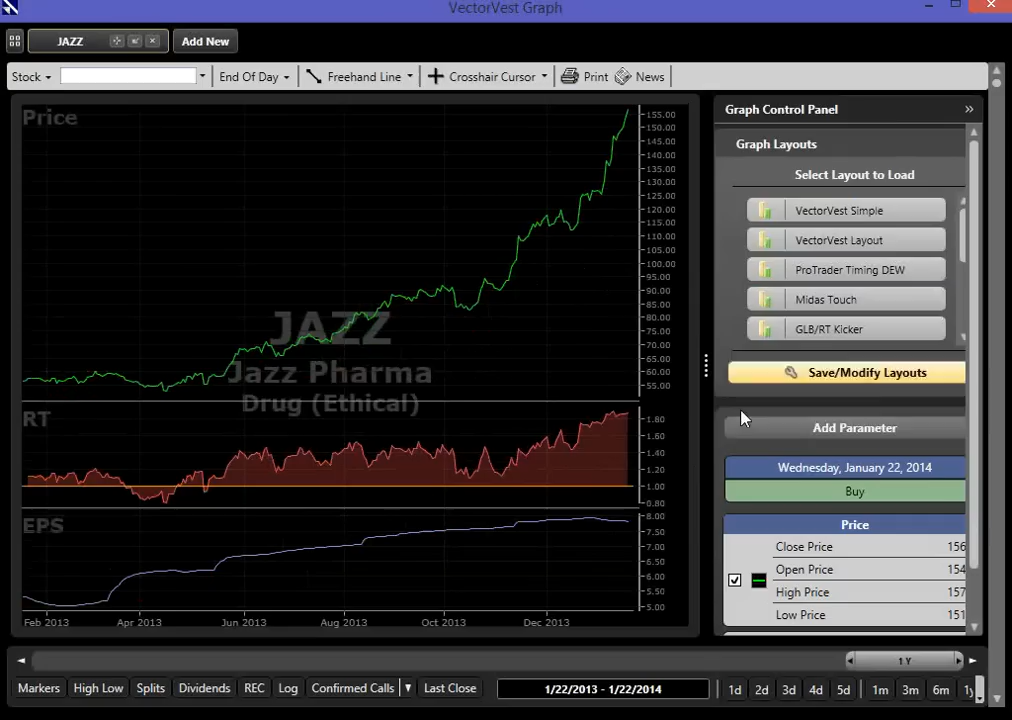 VectorVest Graph
JAZZ
Add New
Stock
End Of Day
Freehand Line
Crosshair Cursor
Print
News
Price
155.00
150.00
145.00
140.00
135.00
130.00
125.00
120.00
115.00
110.00
105.00
100.00
95.00
90.00
85.00
80.00
75.00
70.00
65.00
60.00
55.00
JAZZ
Jazz Pharma
Drug (Ethical)
RT
1.80
1.60
1.40
1.20
1.00
0.80
EPS
8.00
7.50
7.00
6.50
6.00
5.50
5.00
Feb 2013
Apr 2013
Jun 2013
Aug 2013
Oct 2013
Dec 2013
Graph Control Panel
Graph Layouts
Select Layout to Load
VectorVest Simple
VectorVest Layout
ProTrader Timing DEW
Midas Touch
GLB/RT Kicker
Save/Modify Layouts
Add Parameter
Wednesday, January 22, 2014
Buy
Price
Close Price 156
Open Price 154
High Price 157
Low Price 151
1 Y
Markers
High Low
Splits
Dividends
REC
Log
Confirmed Calls
Last Close
1/22/2013 - 1/22/2014
1d
2d
3d
4d
5d
1m
3m
6m
1y